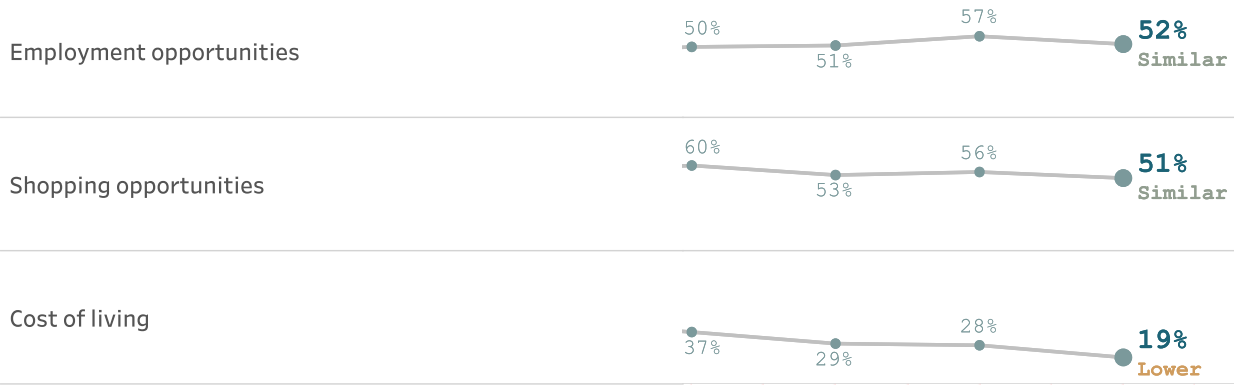 Employment opportunities
50%
51%
57%
52%
Similar
Shopping opportunities
60%
53%
56%
51%
Similar
Cost of living
37%
29%
28%
19%
Lower